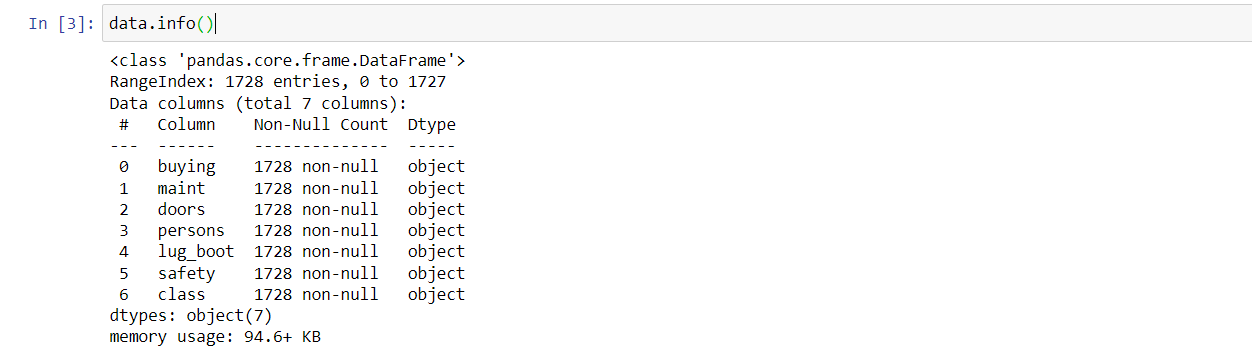 In [3]: data.info()
<class 'pandas.core.frame.DataFrame'>
RangeIndex: 1728 entries, 0 to 1727
Data columns (total 7 columns):
 #   Column    Non-Null Count  Dtype
---  ------    --------------  -----
 0   buying    1728 non-null   object
 1   maint     1728 non-null   object
 2   doors     1728 non-null   object
 3   persons   1728 non-null   object
 4   lug_boot  1728 non-null   object
 5   safety    1728 non-null   object
 6   class     1728 non-null   object
dtypes: object(7)
memory usage: 94.6+ KB